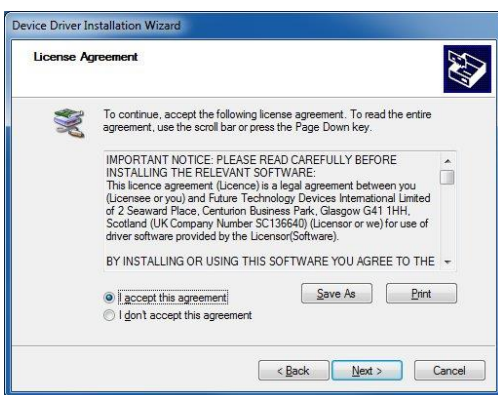 Device Driver Installation Wizard
License Agreement
To continue, accept the following license agreement. To read the entire
agreement, use the scroll bar or press the Page Down key.
IMPORTANT NOTICE: PLEASE READ CAREFULLY BEFORE
INSTALLING THE RELEVANT SOFTWARE:
This licence agreement (Licence) is a legal agreement between you
(Licensee or you) and Future Technology Devices International Limited
of 2 Seaward Place, Centurion Business Park, Glasgow G41 1HH,
Scotland (UK Company Number SC136640) (Licensor or we) for use of
driver software provided by the Licensor(Software).
BY INSTALLING OR USING THIS SOFTWARE YOU AGREE TO THE
I accept this agreement
Save As
Print
I don't accept this agreement
< Back
Next >
Cancel